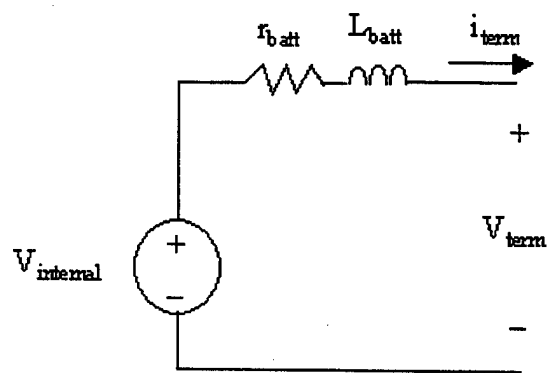 r_batt L_batt i_term
+
+
V_internal
V_term
−
−